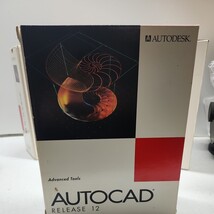 AUTODESK
Advanced Tools
AUTOCAD
RELEASE 12